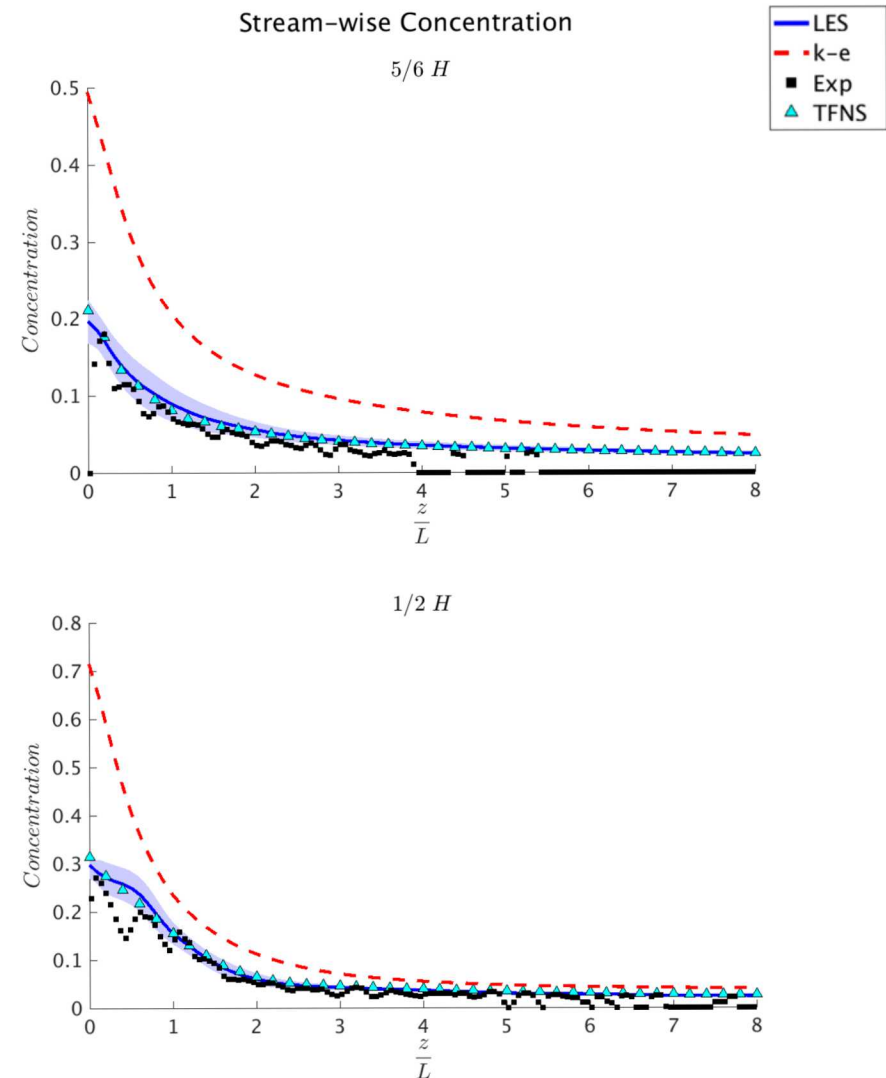 Stream-wise Concentration
LES
k-e
Exp
TFNS
5/6 H
0.5
0.4
0.3
0.2
0.1
0
Concentration
0 1 2 3 4 5 6 7 8
z
L
1/2 H
0.8
0.7
0.6
0.5
0.4
0.3
0.2
0.1
0
Concentration
0 1 2 3 4 5 6 7 8
z
L